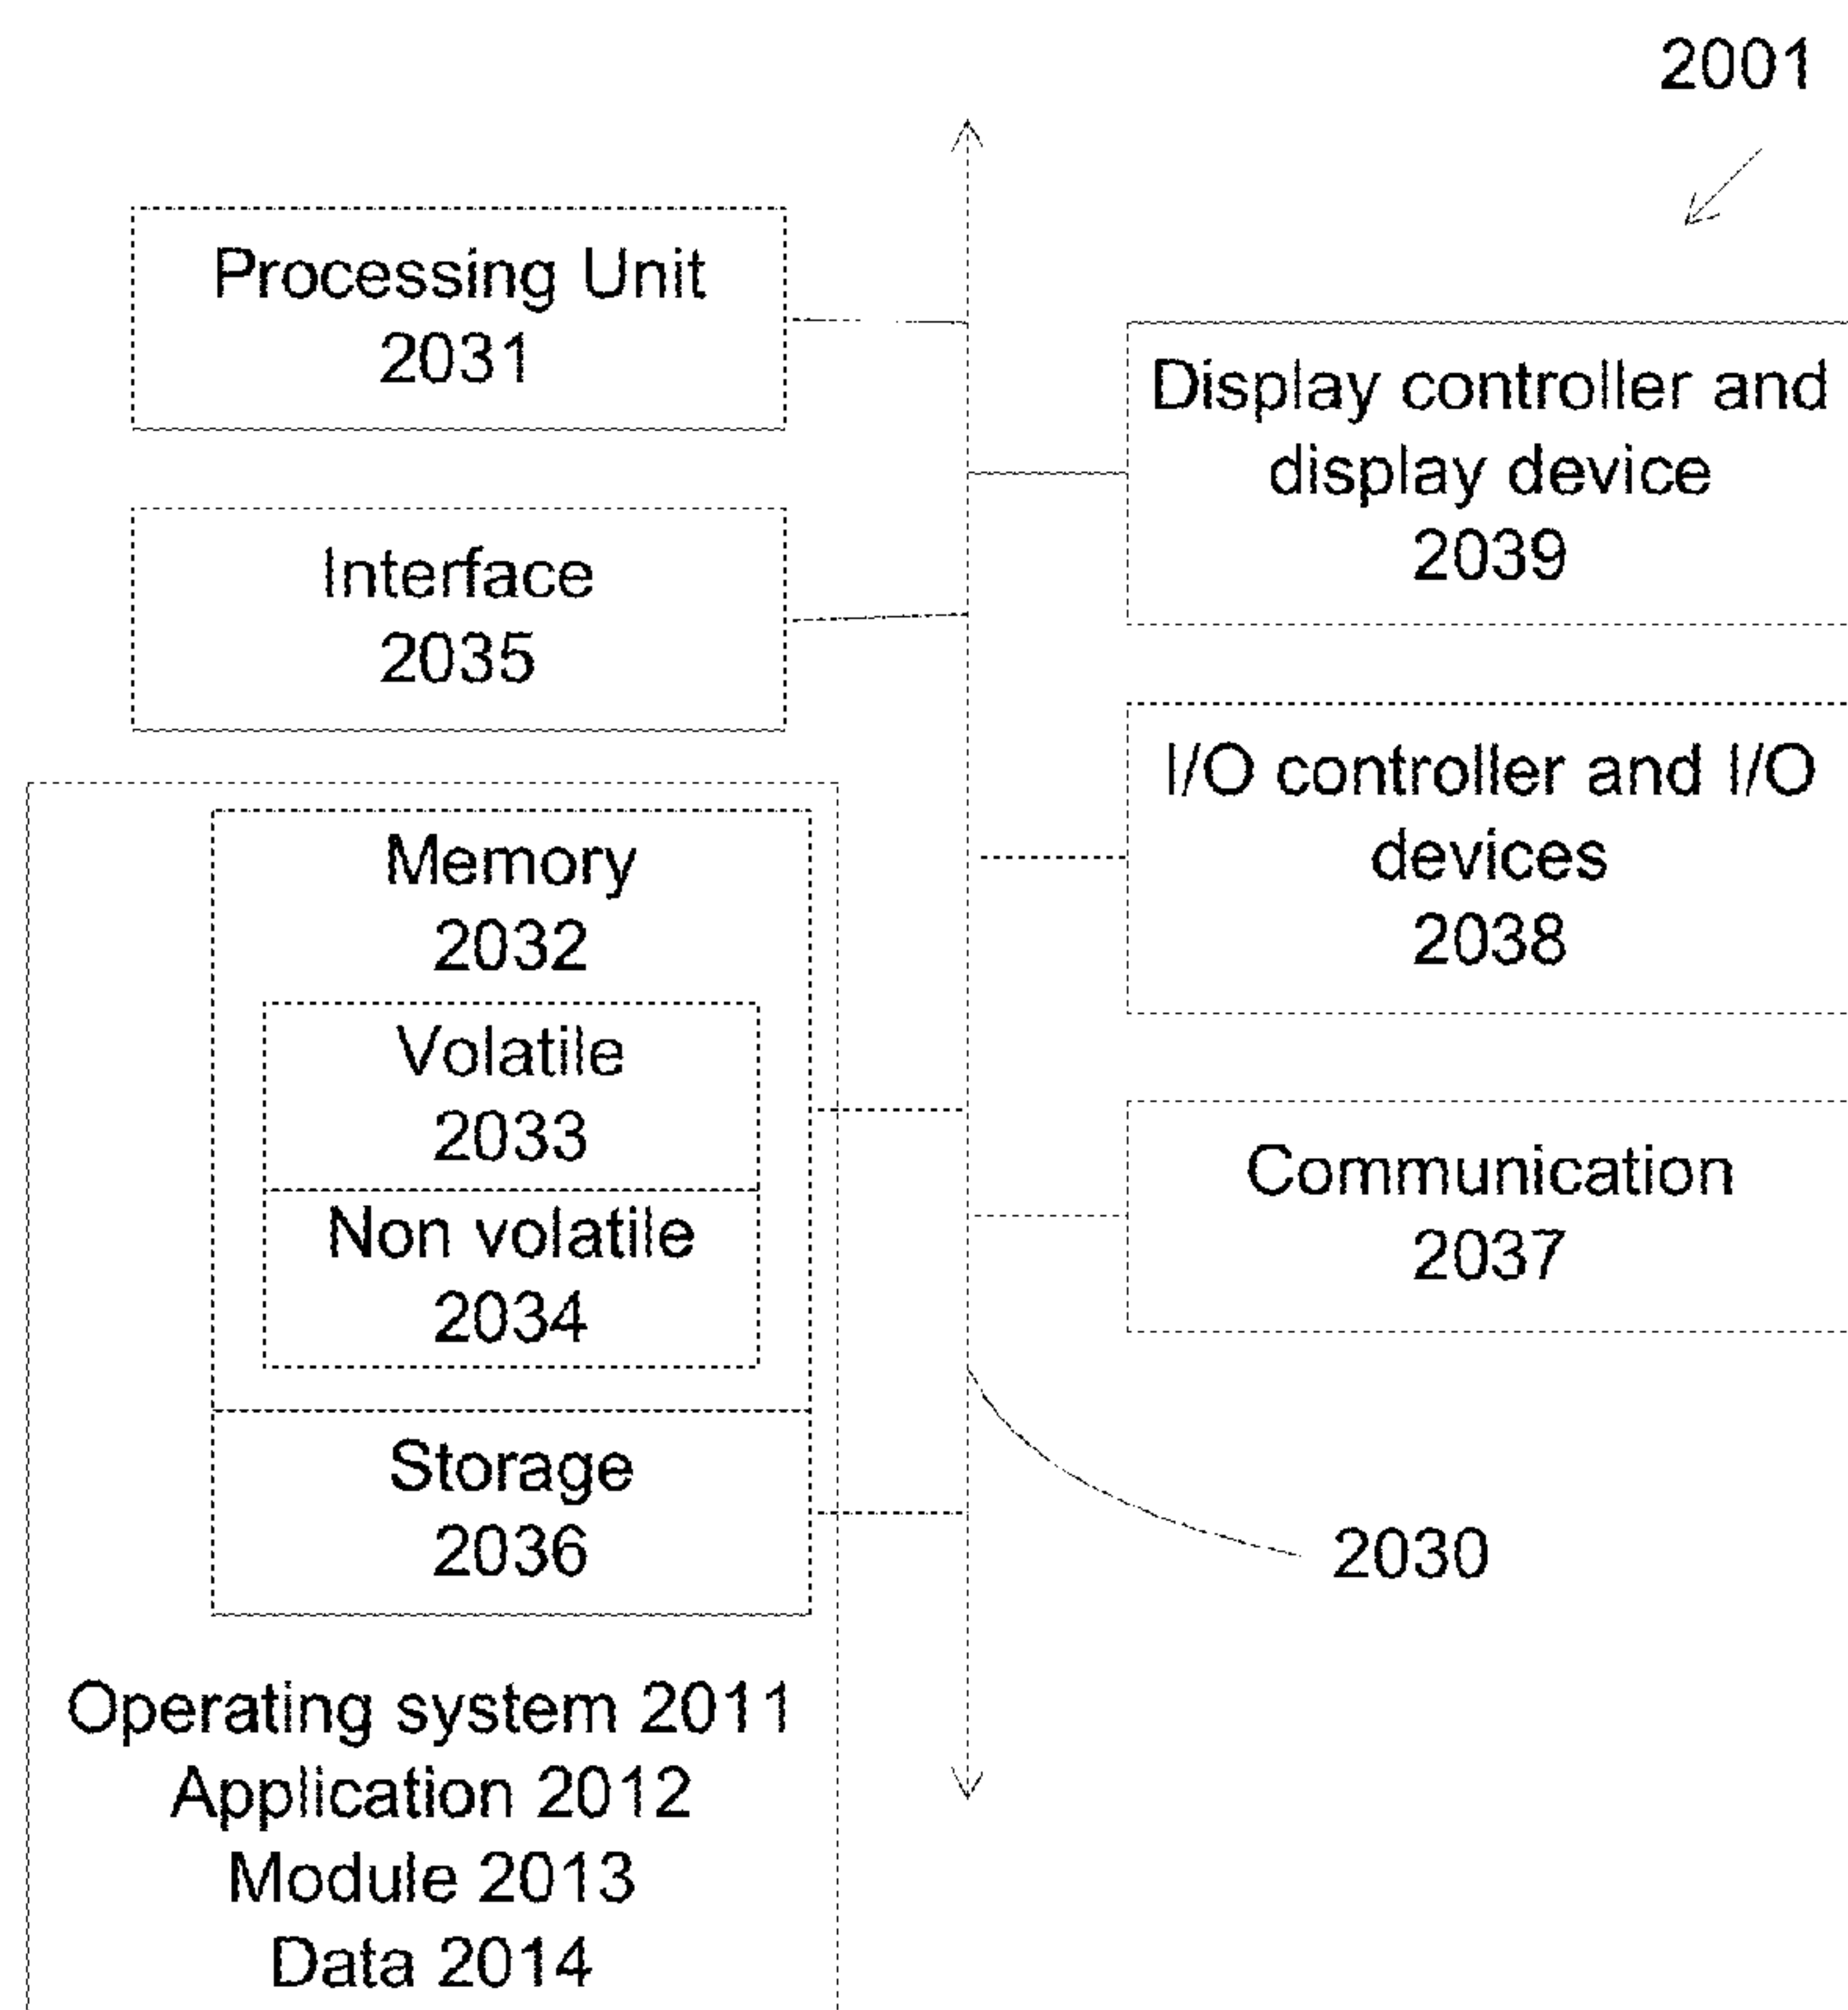 2001
Processing Unit
2031
Display controller and
display device
2039
Interface
2035
I/O controller and I/O
devices
2038
Memory
2032
Volatile
2033
Non volatile
2034
Communication
2037
Storage
2036
2030
Operating system 2011
Application 2012
Module 2013
Data 2014